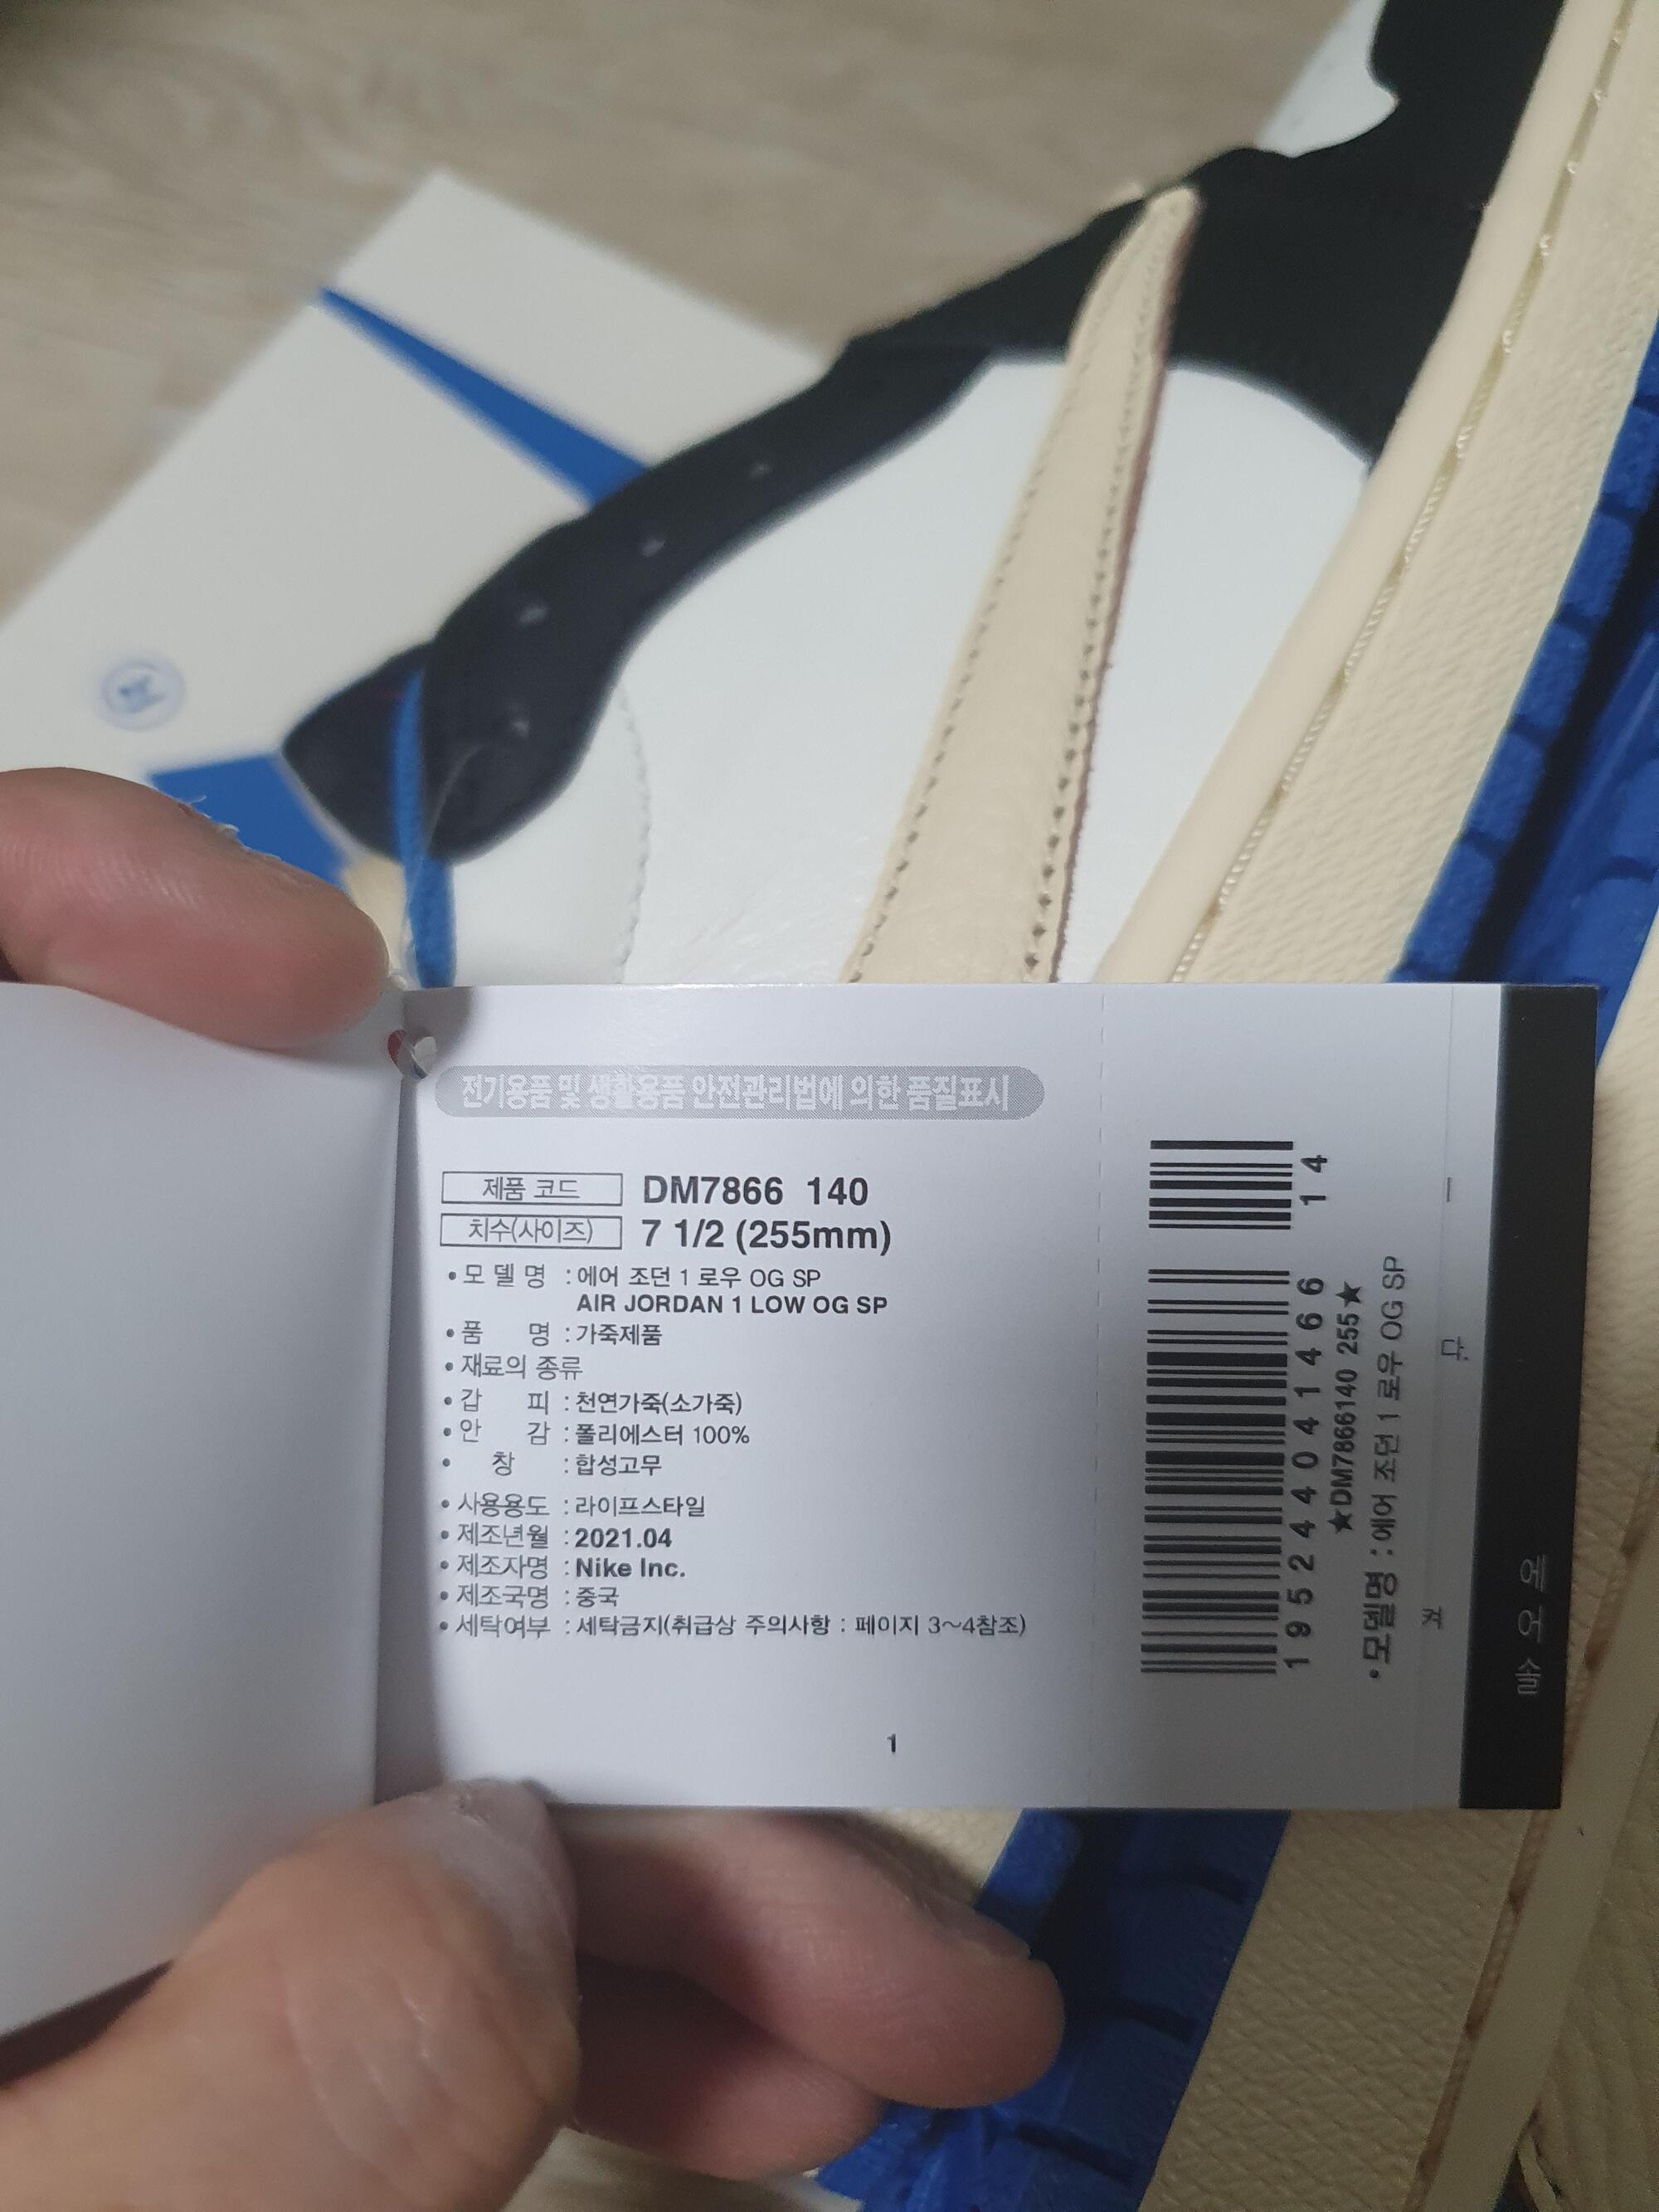 전기용품 및 생활용품 안전관리법에 의한 품질표시
제품 코드 DM7866 140
치수(사이즈) 7 1/2 (255mm)
•모델명 : 에어 조던 1 로우 OG SP
AIR JORDAN 1 LOW OG SP
•품 명 : 가죽제품
•재료의 종류
•갑 피 : 천연가죽(소가죽)
•안 감 : 폴리에스터 100%
• 창 : 합성고무
•사용용도 : 라이프스타일
•제조년월 : 2021.04
•제조자명 : Nike Inc.
•제조국명 : 중국
•세탁여부 : 세탁금지(취급상 주의사항 : 페이지 3~4참조)
1
14
195244041466
★DM7866140 255★
•모델명 : 에어 조던 1 로우 OG SP